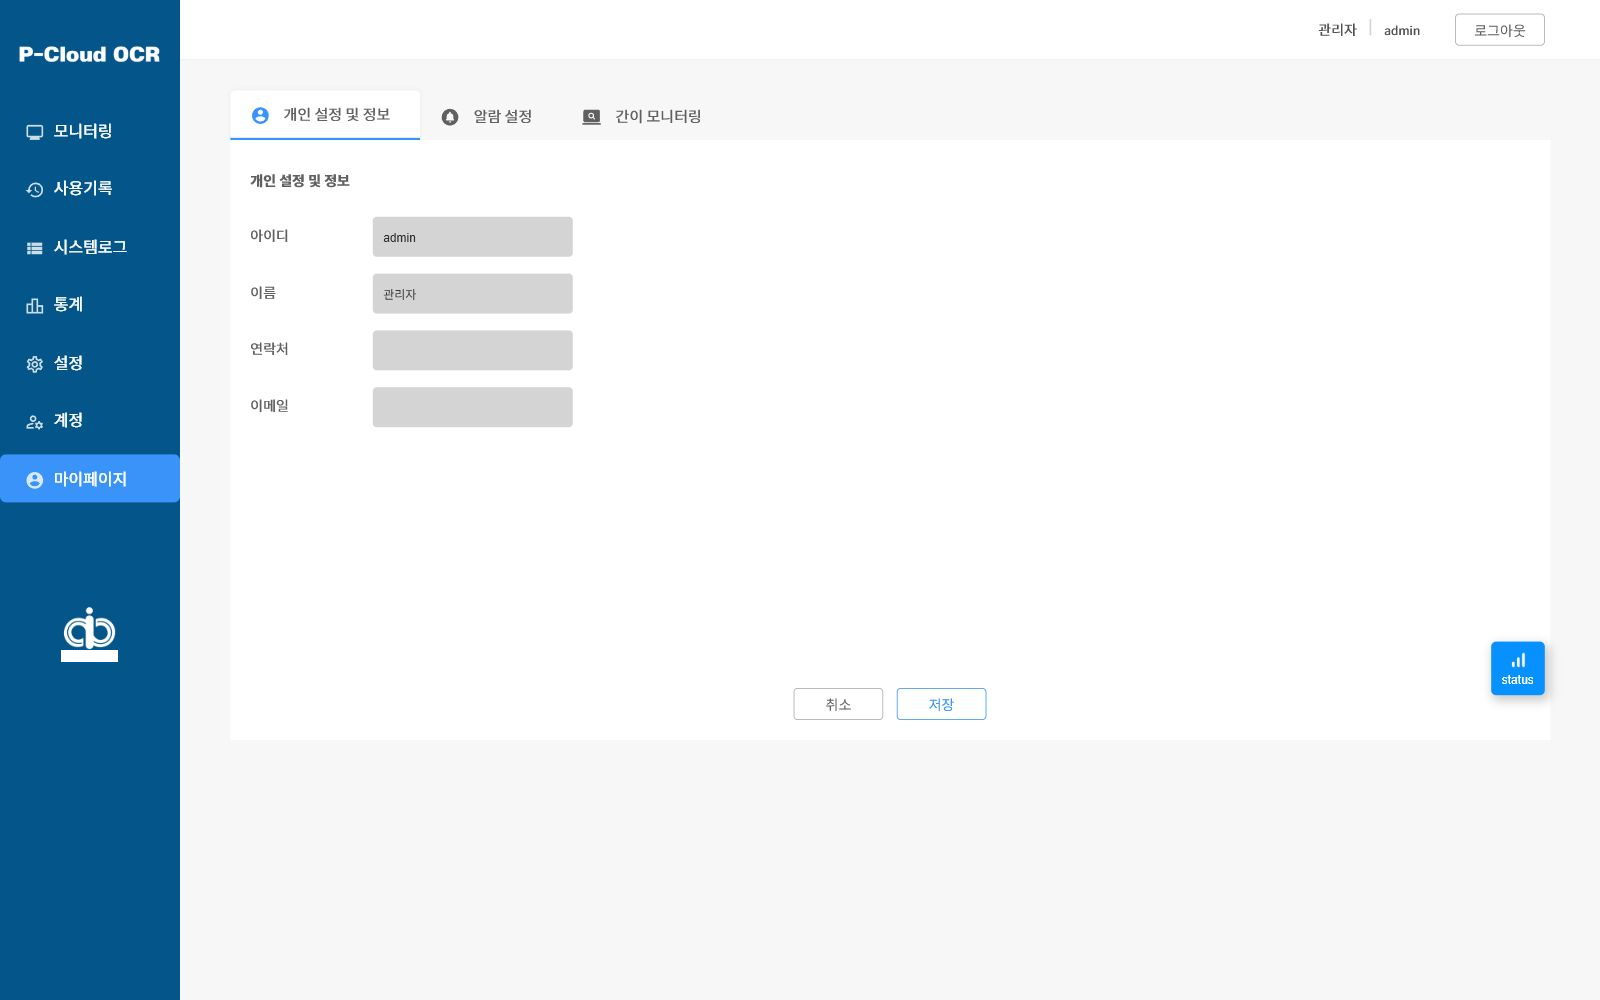 P-Cloud OCR
관리자
admin
로그아웃
모니터링
사용기록
시스템로그
통계
설정
계정
마이페이지
개인 설정 및 정보
알람 설정
간이 모니터링
개인 설정 및 정보
아이디
admin
이름
관리자
연락처
이메일
취소
저장
status